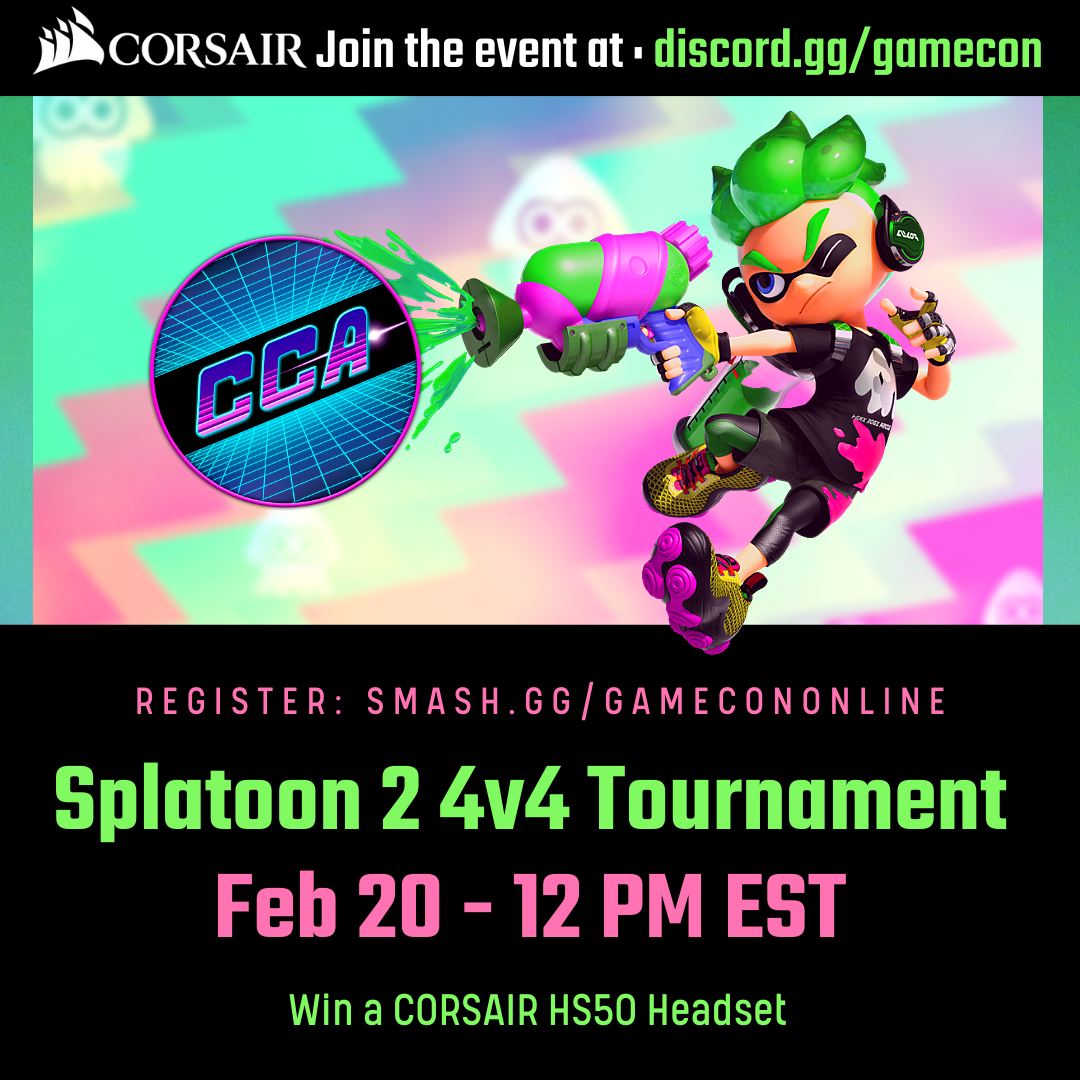 CORSAIR Join the event at · discord.gg/gamecon
CCA
REGISTER: SMASH.GG/GAMECONONLINE
Splatoon 2 4v4 Tournament
Feb 20 - 12 PM EST
Win a CORSAIR HS50 Headset